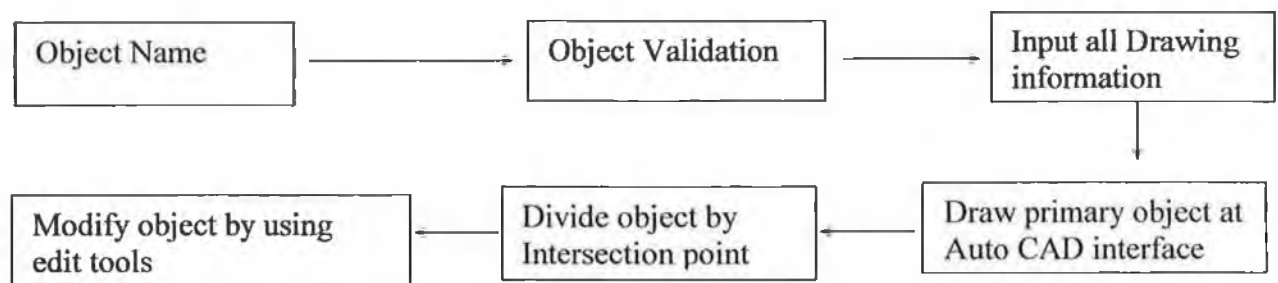 Object Name
Object Validation
Input all Drawing
information
Draw primary object at
Auto CAD interface
Divide object by
Intersection point
Modify object by using
edit tools